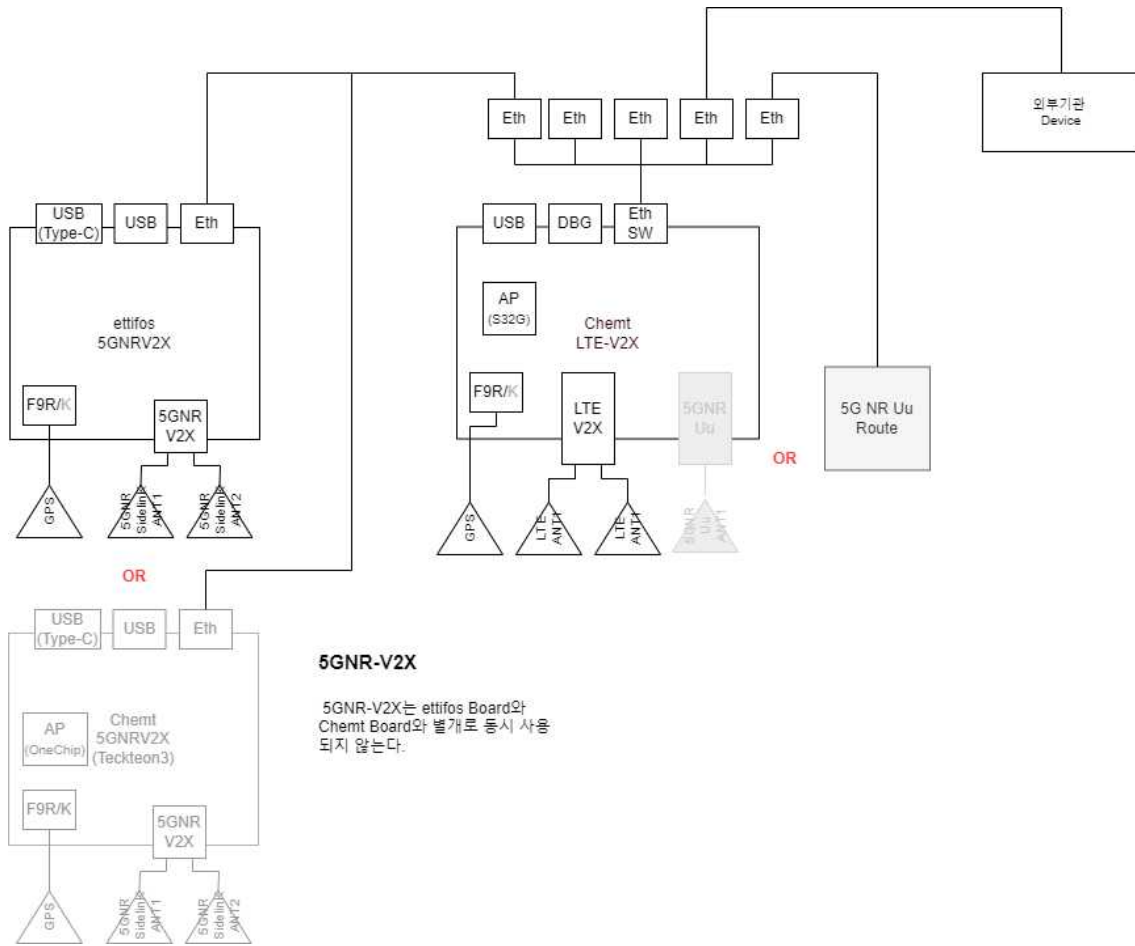 Eth
Eth
Eth
Eth
Eth
외부기관
Device
USB
(Type-C)
USB
Eth
USB
DBG
Eth
SW
ettifos
5GNRV2X
AP
(S32G)
Chemt
LTE-V2X
F9R/K
5GNR
V2X
F9R/K
LTE
V2X
5GNR
Uu
OR
5G NR Uu
Route
GPS
5GNR
Sidelink
ANT1
5GNR
Sidelink
ANT2
GPS
LTE
ANT1
LTE
ANT1
5GNR
Uu
ANT1
OR
USB
(Type-C)
USB
Eth
AP
(OneChip)
Chemt
5GNRV2X
(Teckteon3)
F9R/K
5GNR
V2X
GPS
5GNR
Sidelink
ANT1
5GNR
Sidelink
ANT2
5GNR-V2X
5GNR-V2X는 ettifos Board와
Chemt Board와 별개로 동시 사용
되지 않는다.